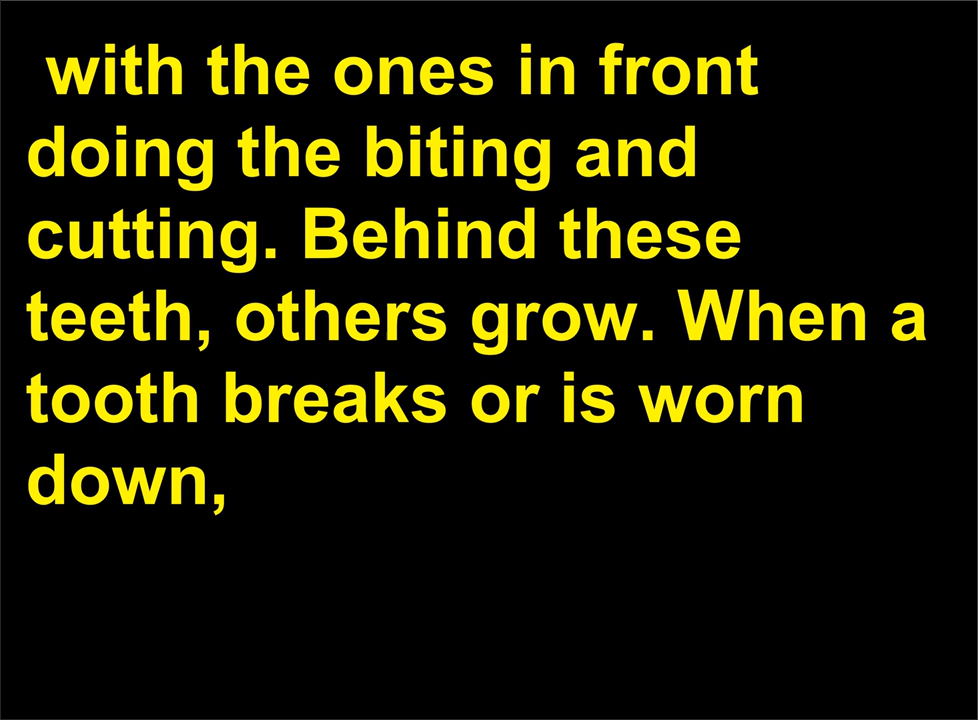 with the ones in front
doing the biting and
cutting. Behind these
teeth, others grow. When a
tooth breaks or is worn
down,